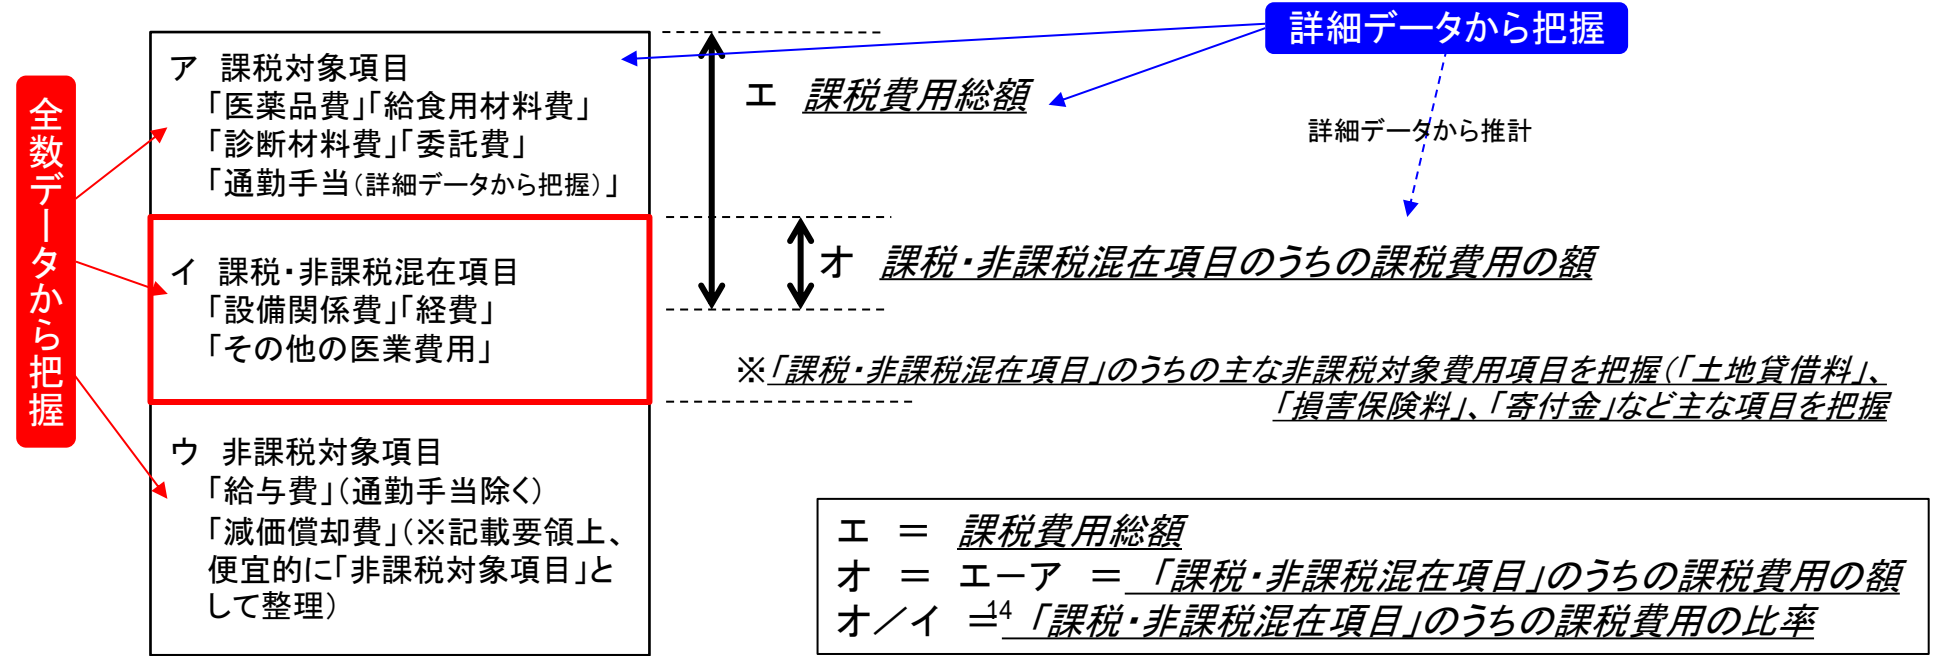 詳細データから把握
全数データから把握
ア 課税対象項目
「医薬品費」「給食用材料費」
「診断材料費」「委託費」
「通勤手当（詳細データから把握）」
エ 課税費用総額
詳細データから推計
イ 課税・非課税混在項目
「設備関係費」「経費」
「その他の医業費用」
オ 課税・非課税混在項目のうちの課税費用の額
※「課税・非課税混在項目」のうちの主な非課税対象費用項目を把握（「土地貸借料」、
「損害保険料」、「寄付金」など主な項目を把握
ウ 非課税対象項目
「給与費」（通勤手当除く）
「減価償却費」（※記載要領上、
便宜的に「非課税対象項目」と
して整理）
エ ＝ 課税費用総額
オ ＝ エーア ＝ 「課税・非課税混在項目」のうちの課税費用の額
オ／イ ＝ 「課税・非課税混在項目」のうちの課税費用の比率
14